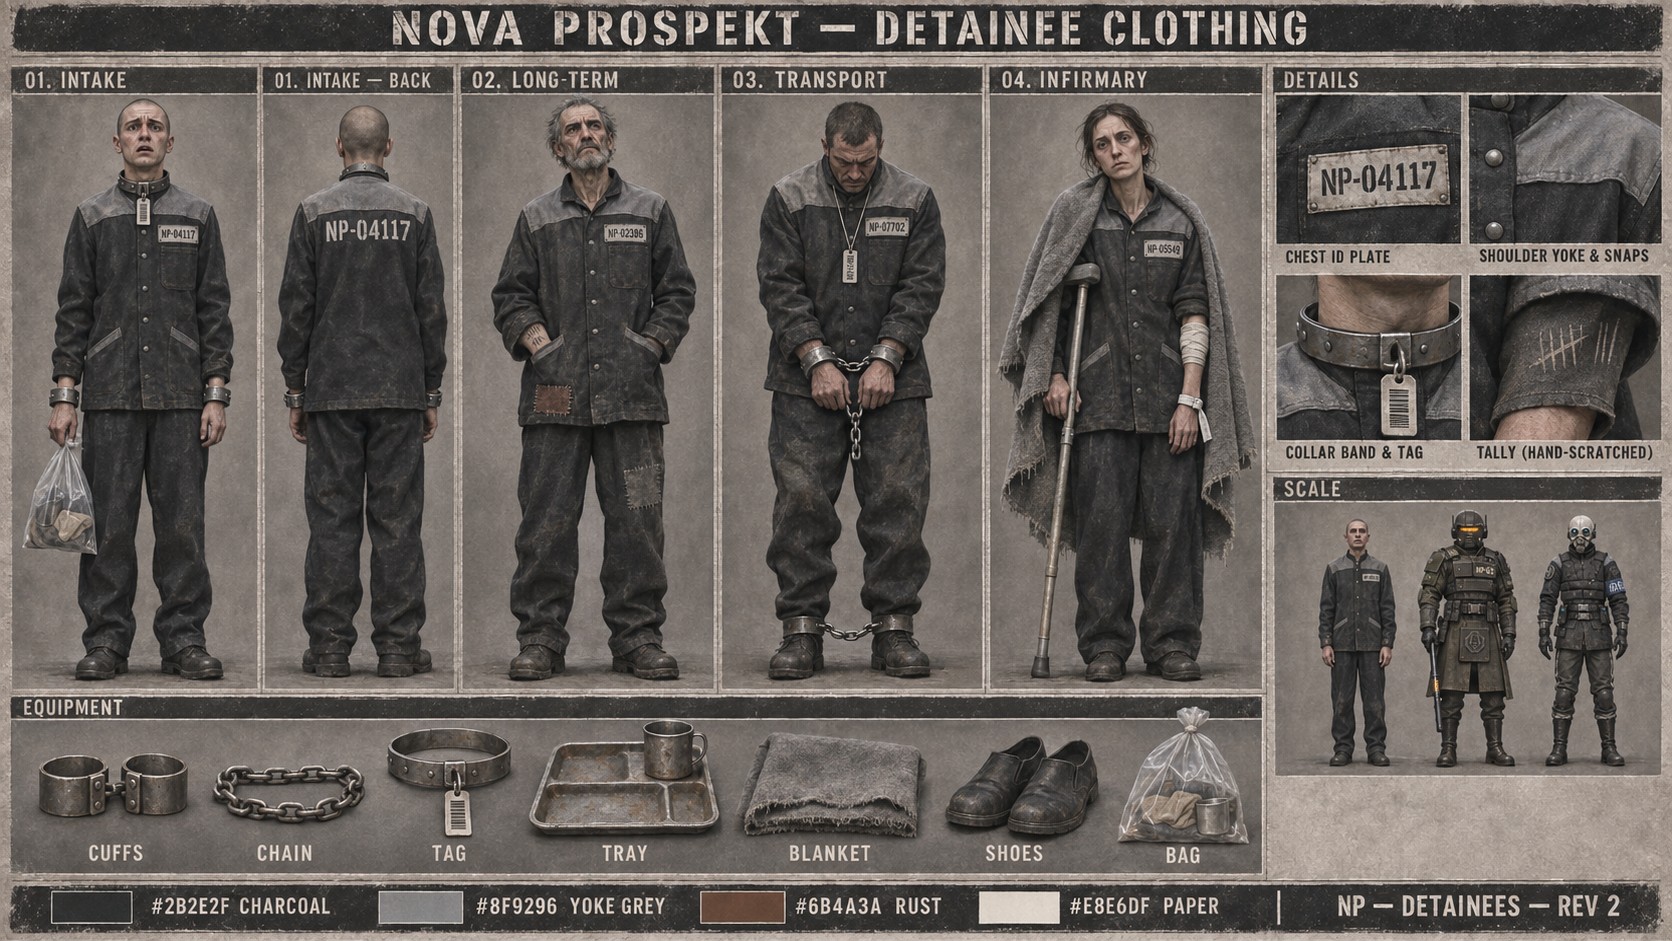 NOVA PROSPEKT — DETAINEE CLOTHING
01. INTAKE
NP-04117
01. INTAKE — BACK
NP-04117
02. LONG-TERM
NP-02396
03. TRANSPORT
NP-07702
04. INFIRMARY
NP-05549
DETAILS
NP-04117
CHEST ID PLATE
SHOULDER YOKE & SNAPS
COLLAR BAND & TAG
TALLY (HAND-SCRATCHED)
SCALE
EQUIPMENT
CUFFS
CHAIN
TAG
TRAY
BLANKET
SHOES
BAG
#2B2E2F CHARCOAL
#8F9296 YOKE GREY
#6B4A3A RUST
#E8E6DF PAPER
NP — DETAINEES — REV 2